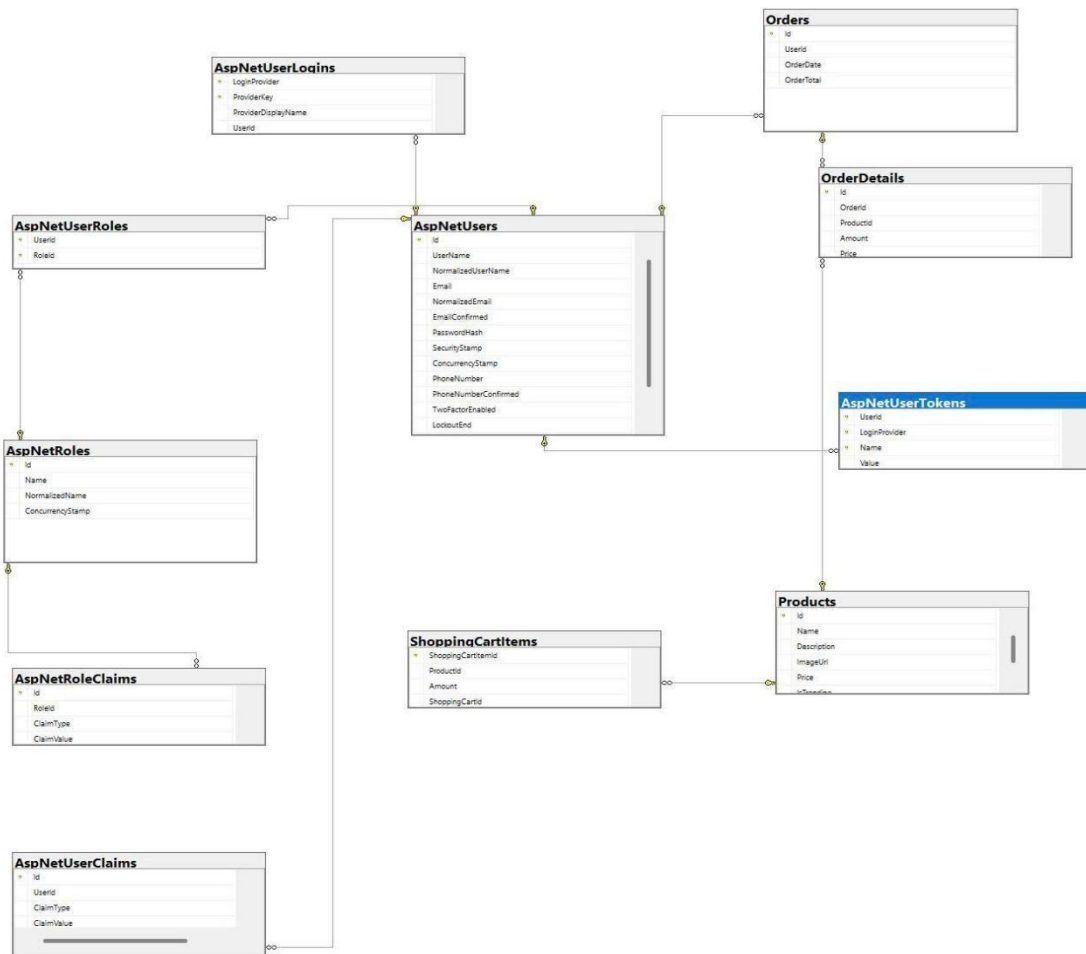 Orders
Id
UserId
OrderDate
OrderTotal
AspNetUserLogins
LoginProvider
ProviderKey
ProviderDisplayName
UserId
OrderDetails
Id
OrderId
ProductId
Amount
Price
AspNetUserRoles
UserId
RoleId
AspNetUsers
Id
UserName
NormalizedUserName
Email
NormalizedEmail
EmailConfirmed
PasswordHash
SecurityStamp
ConcurrencyStamp
PhoneNumber
PhoneNumberConfirmed
TwoFactorEnabled
LockoutEnd
AspNetUserTokens
UserId
LoginProvider
Name
Value
AspNetRoles
Id
Name
NormalizedName
ConcurrencyStamp
Products
Id
Name
Description
ImageUrl
Price
IsTrending
ShoppingCartItems
ShoppingCartItemId
ProductId
Amount
ShoppingCartId
AspNetRoleClaims
Id
RoleId
ClaimType
ClaimValue
AspNetUserClaims
Id
UserId
ClaimType
ClaimValue